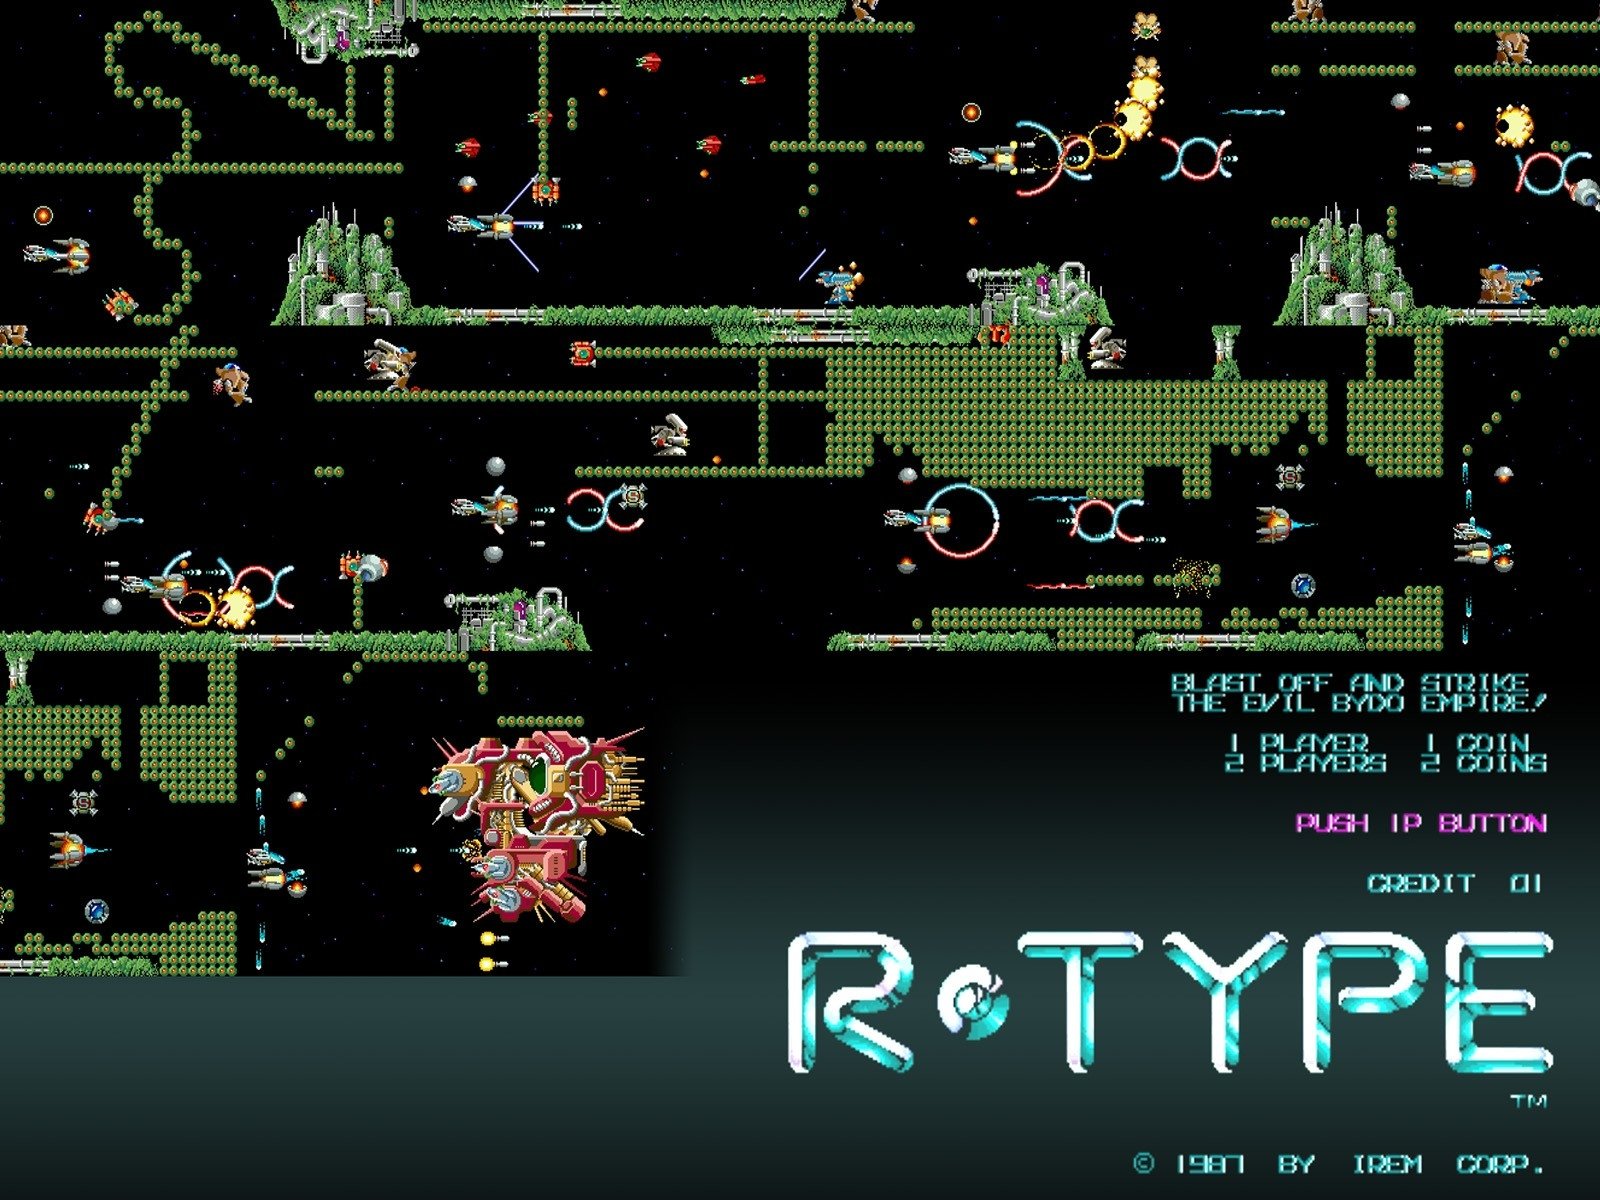 BLAST OFF AND STRIKE
THE EVIL BYDO EMPIRE!
1 PLAYER 1 COIN
2 PLAYERS 2 COINS
PUSH 1P BUTTON
CREDIT 01
R•TYPE
TM
© 1987 BY IREM CORP.
S
S
S